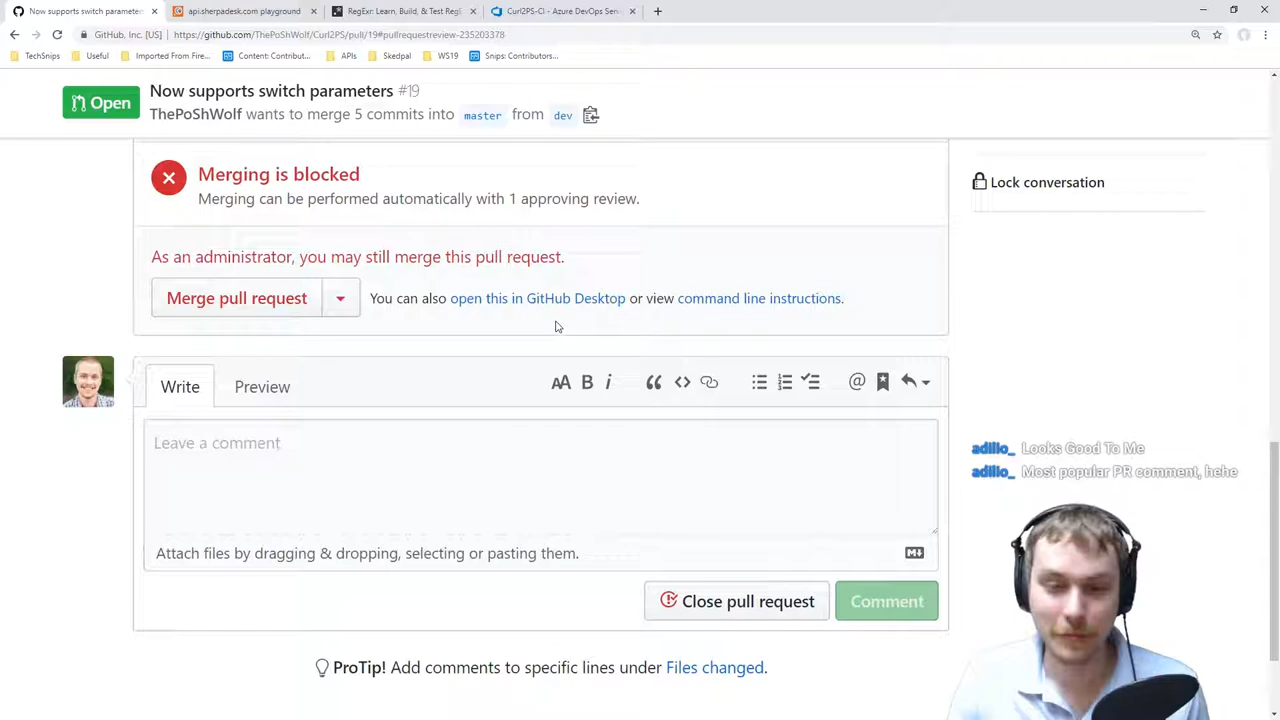 Now supports switch parameter
api.sherpadesk.com playground
RegExr: Learn, Build, & Test Reg
Curl2PS-CI - Azure DevOps Serv
GitHub, Inc. [US] | https://github.com/ThePoShWolf/Curl2PS/pull/19#pullrequestreview-235203378
TechSnips
Useful
Imported From Fire...
Content: Contribut...
APIs
Skedpal
WS19
Snips: Contributors...
Open
Now supports switch parameters #19
ThePoShWolf wants to merge 5 commits into master from dev
Merging is blocked
Merging can be performed automatically with 1 approving review.
Lock conversation
As an administrator, you may still merge this pull request.
Merge pull request
You can also open this in GitHub Desktop or view command line instructions.
Write
Preview
Leave a comment
Attach files by dragging & dropping, selecting or pasting them.
Close pull request
Comment
adillo_ Looks Good To Me
adillo_ Most popular PR comment, hehe
ProTip! Add comments to specific lines under Files changed.